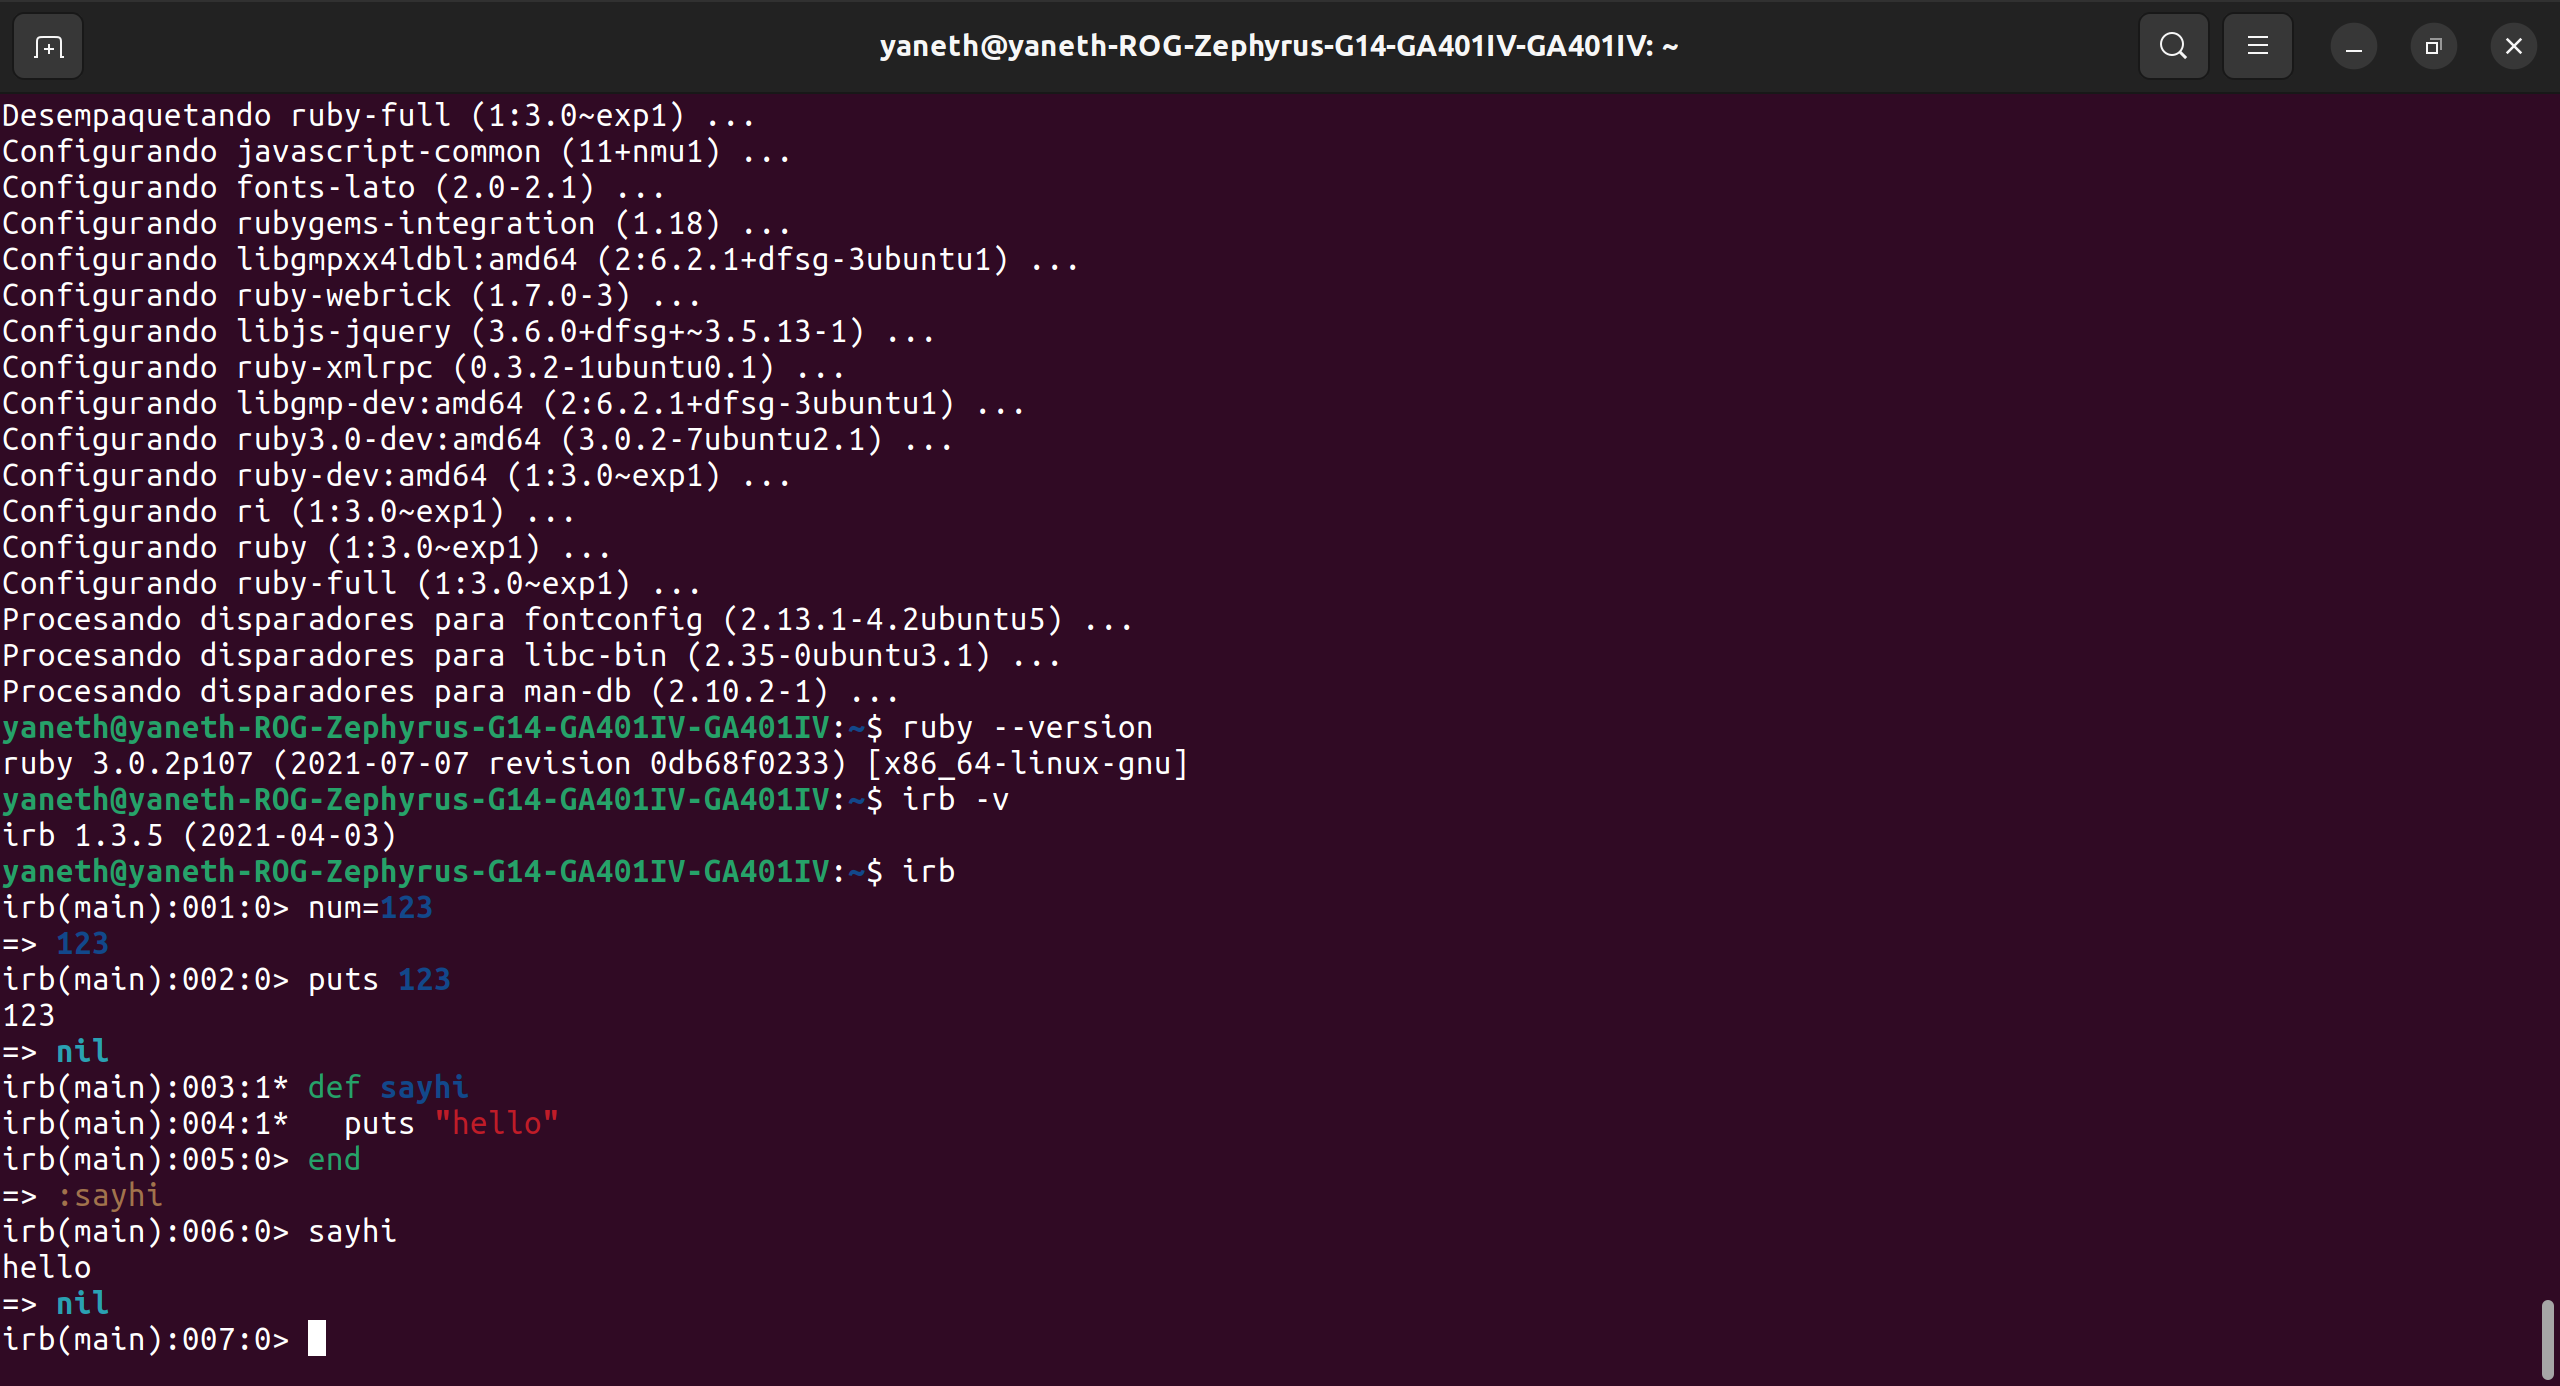 yaneth@yaneth-ROG-Zephyrus-G14-GA401IV-GA401IV: ~
Desempaquetando ruby-full (1:3.0~exp1) ...
Configurando javascript-common (11+nmu1) ...
Configurando fonts-lato (2.0-2.1) ...
Configurando rubygems-integration (1.18) ...
Configurando libgmpxx4ldbl:amd64 (2:6.2.1+dfsg-3ubuntu1) ...
Configurando ruby-webrick (1.7.0-3) ...
Configurando libjs-jquery (3.6.0+dfsg+~3.5.13-1) ...
Configurando ruby-xmlrpc (0.3.2-1ubuntu0.1) ...
Configurando libgmp-dev:amd64 (2:6.2.1+dfsg-3ubuntu1) ...
Configurando ruby3.0-dev:amd64 (3.0.2-7ubuntu2.1) ...
Configurando ruby-dev:amd64 (1:3.0~exp1) ...
Configurando ri (1:3.0~exp1) ...
Configurando ruby (1:3.0~exp1) ...
Configurando ruby-full (1:3.0~exp1) ...
Procesando disparadores para fontconfig (2.13.1-4.2ubuntu5) ...
Procesando disparadores para libc-bin (2.35-0ubuntu3.1) ...
Procesando disparadores para man-db (2.10.2-1) ...
yaneth@yaneth-ROG-Zephyrus-G14-GA401IV-GA401IV:~$ ruby --version
ruby 3.0.2p107 (2021-07-07 revision 0db68f0233) [x86_64-linux-gnu]
yaneth@yaneth-ROG-Zephyrus-G14-GA401IV-GA401IV:~$ irb -v
irb 1.3.5 (2021-04-03)
yaneth@yaneth-ROG-Zephyrus-G14-GA401IV-GA401IV:~$ irb
irb(main):001:0> num=123
=> 123
irb(main):002:0> puts 123
123
=> nil
irb(main):003:1* def sayhi
irb(main):004:1*   puts "hello"
irb(main):005:0> end
=> :sayhi
irb(main):006:0> sayhi
hello
=> nil
irb(main):007:0>